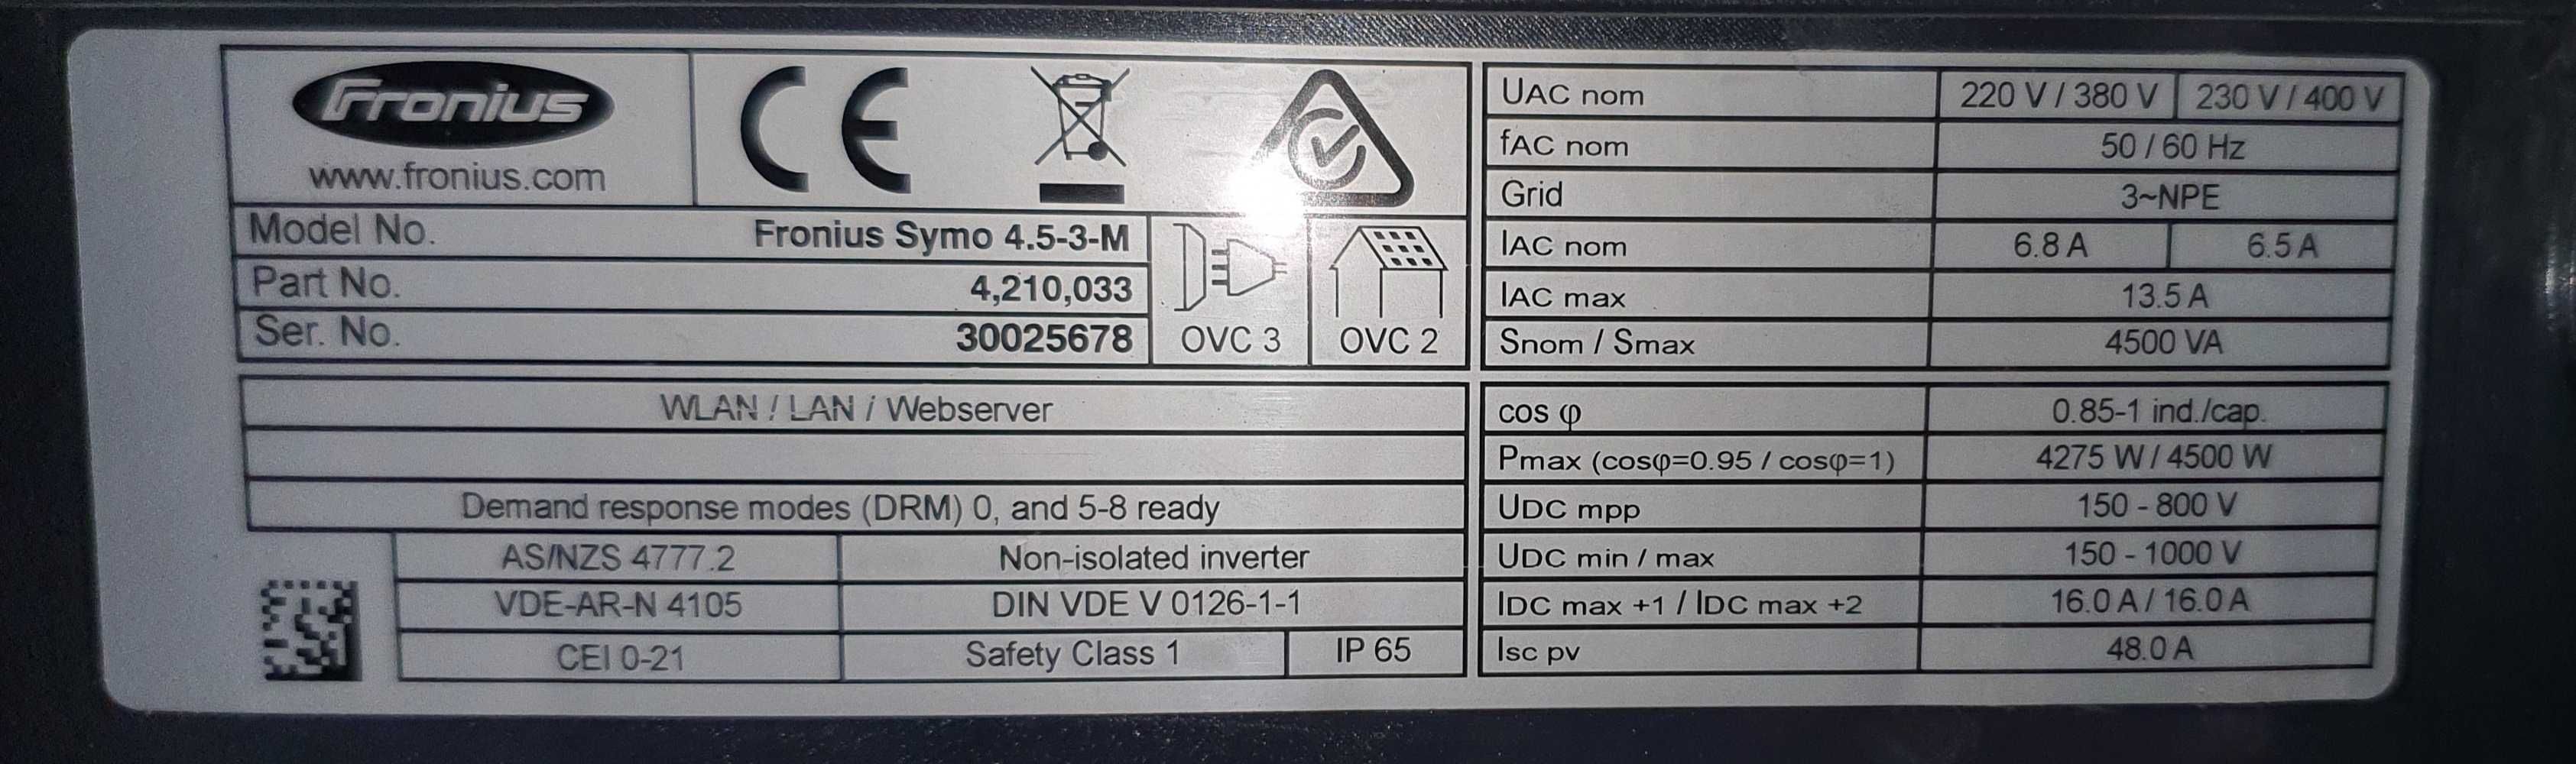 Fronius
www.fronius.com
Model No. Fronius Symo 4.5-3-M
Part No. 4,210,033
Ser. No. 30025678
OVC 3
OVC 2
WLAN / LAN / Webserver
Demand response modes (DRM) 0, and 5-8 ready
AS/NZS 4777.2 Non-isolated inverter
VDE-AR-N 4105 DIN VDE V 0126-1-1
CEI 0-21 Safety Class 1 IP 65
UAC nom 220 V / 380 V 230 V / 400 V
fAC nom 50 / 60 Hz
Grid 3~NPE
IAC nom 6.8 A 6.5 A
IAC max 13.5 A
Snom / Smax 4500 VA
cos φ 0.85-1 ind./cap.
Pmax (cosφ=0.95 / cosφ=1) 4275 W / 4500 W
UDC mpp 150 - 800 V
UDC min / max 150 - 1000 V
IDC max +1 / IDC max +2 16.0 A / 16.0 A
Isc pv 48.0 A